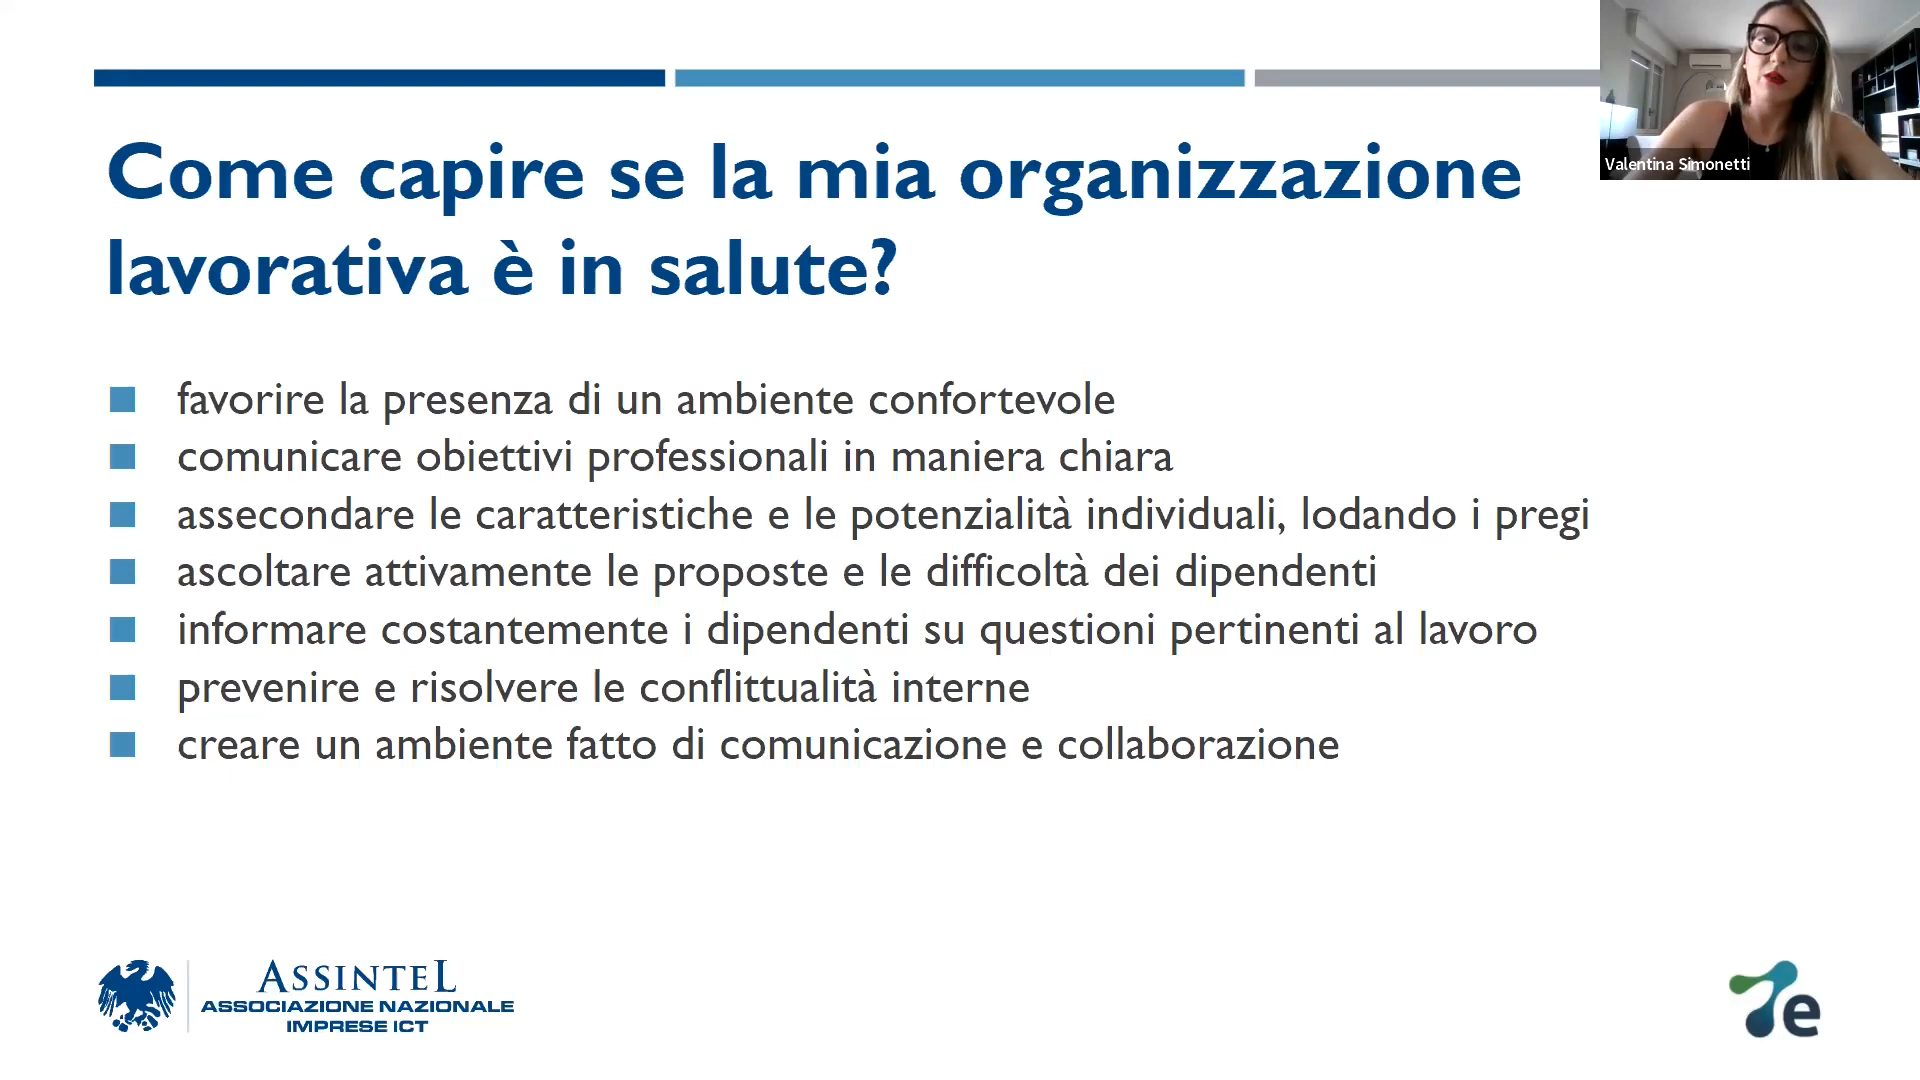 Come capire se la mia organizzazione
lavorativa è in salute?
Valentina Simonetti
favorire la presenza di un ambiente confortevole
comunicare obiettivi professionali in maniera chiara
assecondare le caratteristiche e le potenzialità individuali, lodando i pregi
ascoltare attivamente le proposte e le difficoltà dei dipendenti
informare costantemente i dipendenti su questioni pertinenti al lavoro
prevenire e risolvere le conflittualità interne
creare un ambiente fatto di comunicazione e collaborazione
ASSINTEL
ASSOCIAZIONE NAZIONALE
IMPRESE ICT
e